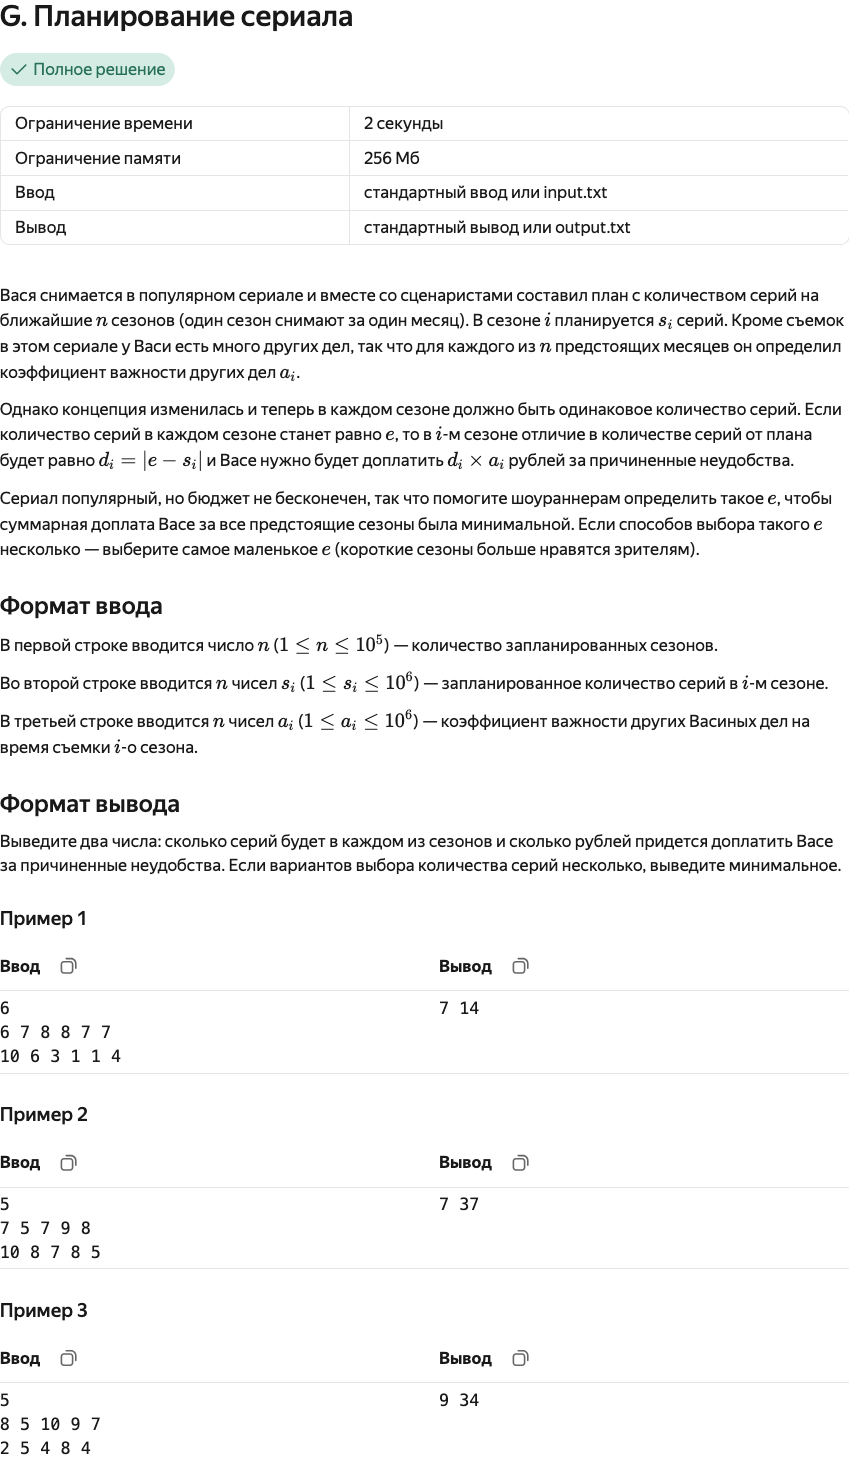 G. Планирование сериала
Полное решение
Ограничение времени 2 секунды
Ограничение памяти 256 Мб
Ввод стандартный ввод или input.txt
Вывод стандартный вывод или output.txt
Вася снимается в популярном сериале и вместе со сценаристами составил план с количеством серий на
ближайшие n сезонов (один сезон снимают за один месяц). В сезоне i планируется s_i серий. Кроме съемок
в этом сериале у Васи есть много других дел, так что для каждого из n предстоящих месяцев он определил
коэффициент важности других дел a_i.
Однако концепция изменилась и теперь в каждом сезоне должно быть одинаковое количество серий. Если
количество серий в каждом сезоне станет равно e, то в i-м сезоне отличие в количестве серий от плана
будет равно d_i = |e − s_i| и Васе нужно будет доплатить d_i × a_i рублей за причиненные неудобства.
Сериал популярный, но бюджет не бесконечен, так что помогите шоураннерам определить такое e, чтобы
суммарная доплата Васе за все предстоящие сезоны была минимальной. Если способов выбора такого e
несколько — выберите самое маленькое e (короткие сезоны больше нравятся зрителям).
Формат ввода
В первой строке вводится число n (1 ≤ n ≤ 10^5) — количество запланированных сезонов.
Во второй строке вводится n чисел s_i (1 ≤ s_i ≤ 10^6) — запланированное количество серий в i-м сезоне.
В третьей строке вводится n чисел a_i (1 ≤ a_i ≤ 10^6) — коэффициент важности других Васиных дел на
время съемки i-о сезона.
Формат вывода
Выведите два числа: сколько серий будет в каждом из сезонов и сколько рублей придется доплатить Васе
за причиненные неудобства. Если вариантов выбора количества серий несколько, выведите минимальное.
Пример 1
Ввод Вывод
6 7 14
6 7 8 8 7 7
10 6 3 1 1 4
Пример 2
Ввод Вывод
5 7 37
7 5 7 9 8
10 8 7 8 5
Пример 3
Ввод Вывод
5 9 34
8 5 10 9 7
2 5 4 8 4